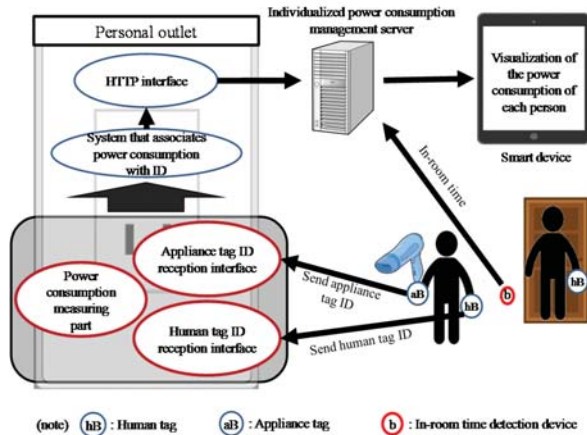 Personal outlet
Individualized power consumption
management server
HTTP interface
Visualization of
the power
consumption of
each person
Smart device
System that associates
power consumption
with ID
In-room time
Appliance tag ID
reception interface
Power
consumption
measuring
part
Human tag ID
reception interface
Send appliance
tag ID
Send human tag ID
aB
hB
b
hB
(note) hB : Human tag
aB : Appliance tag
b : In-room time detection device